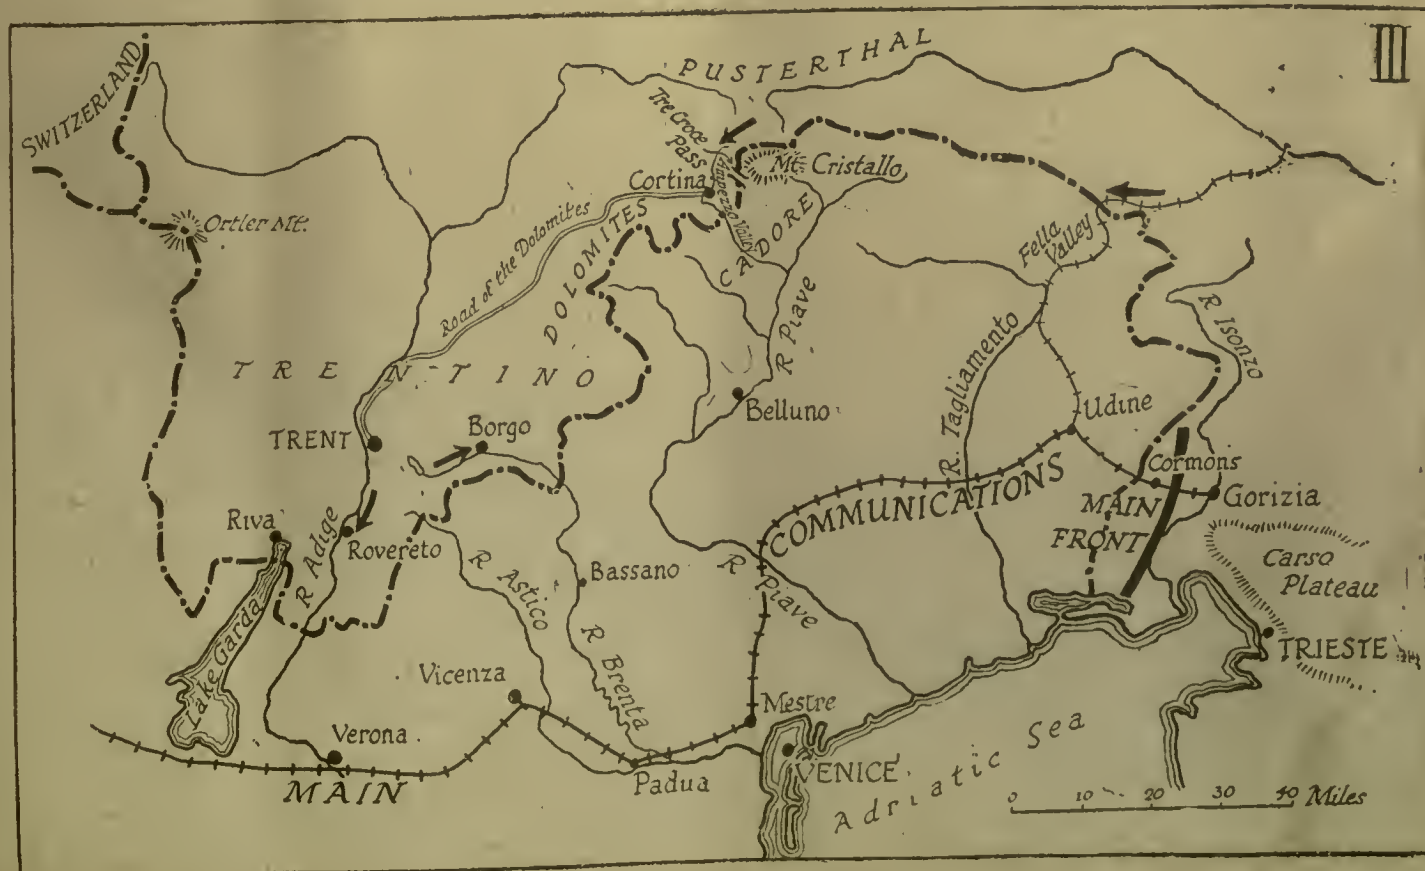 III
SWITZERLAND
PUSTERTHAL
Tre Croce
Pass
Mt. Cristallo
Cortina
Ampezzo Valley
Ortler Mt.
Road of the Dolomites
DOLOMITES
CADORE
Fella
Valley
R Piave
R Isonzo
TRENTINO
R. Tagliamento
Belluno
Udine
TRENT
Borgo
Cormons
COMMUNICATIONS
MAIN
FRONT
Gorizia
Riva
R Adige
Rovereto
R Astico
Bassano
R Piave
Carso
Plateau
Lake Garda
R Brenta
TRIESTE
Vicenza
Mestre
Verona
VENICE
Adriatic Sea
MAIN
Padua
0 10 20 30 40 Miles